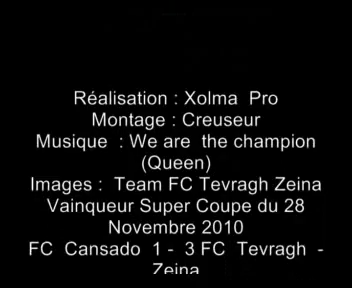 Réalisation : Xolma Pro
Montage : Creuseur
Musique : We are the champion
(Queen)
Images : Team FC Tevragh Zeina
Vainqueur Super Coupe du 28
Novembre 2010
FC Cansado 1 - 3 FC Tevragh -
Zeina